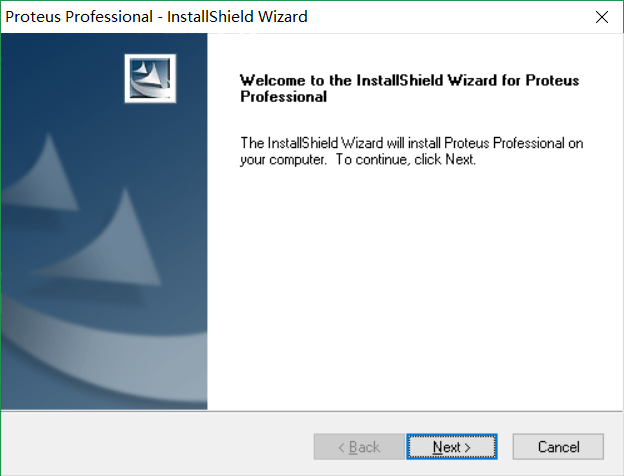 Proteus Professional - InstallShield Wizard
Welcome to the InstallShield Wizard for Proteus
Professional
The InstallShield Wizard will install Proteus Professional on
your computer.  To continue, click Next.
< Back
Next >
Cancel